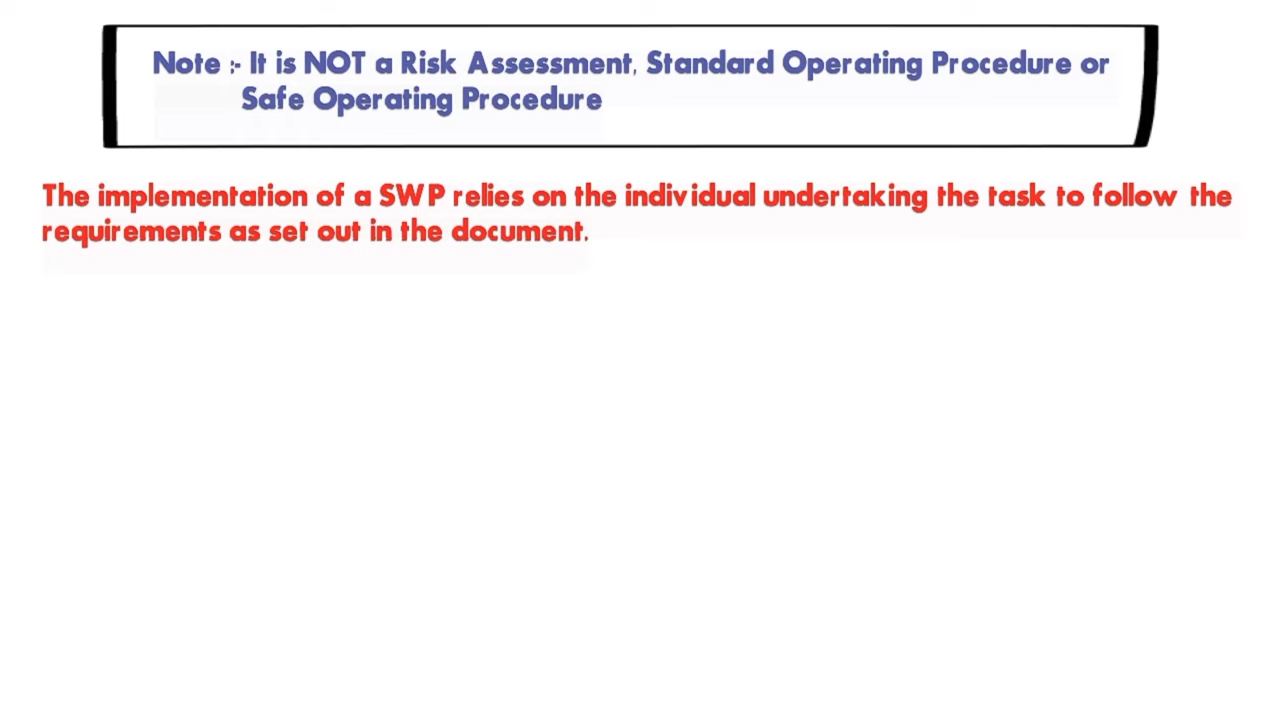 Note :- It is NOT a Risk Assessment, Standard Operating Procedure or
Safe Operating Procedure
The implementation of a SWP relies on the individual undertaking the task to follow the
requirements as set out in the document.